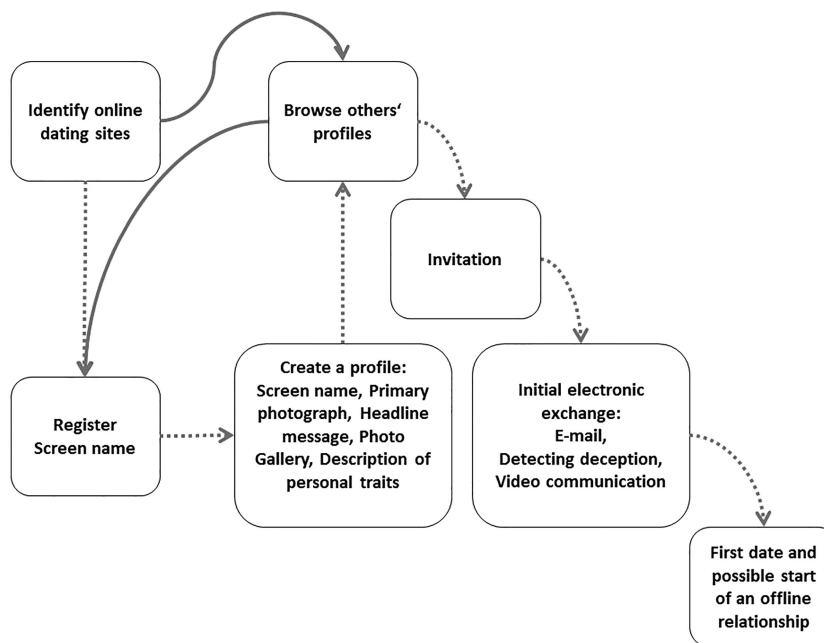 Identify online
dating sites
Browse others‘
profiles
Invitation
Register
Screen name
Create a profile:
Screen name, Primary
photograph, Headline
message, Photo
Gallery, Description of
personal traits
Initial electronic
exchange:
E-mail,
Detecting deception,
Video communication
First date and
possible start
of an offline
relationship